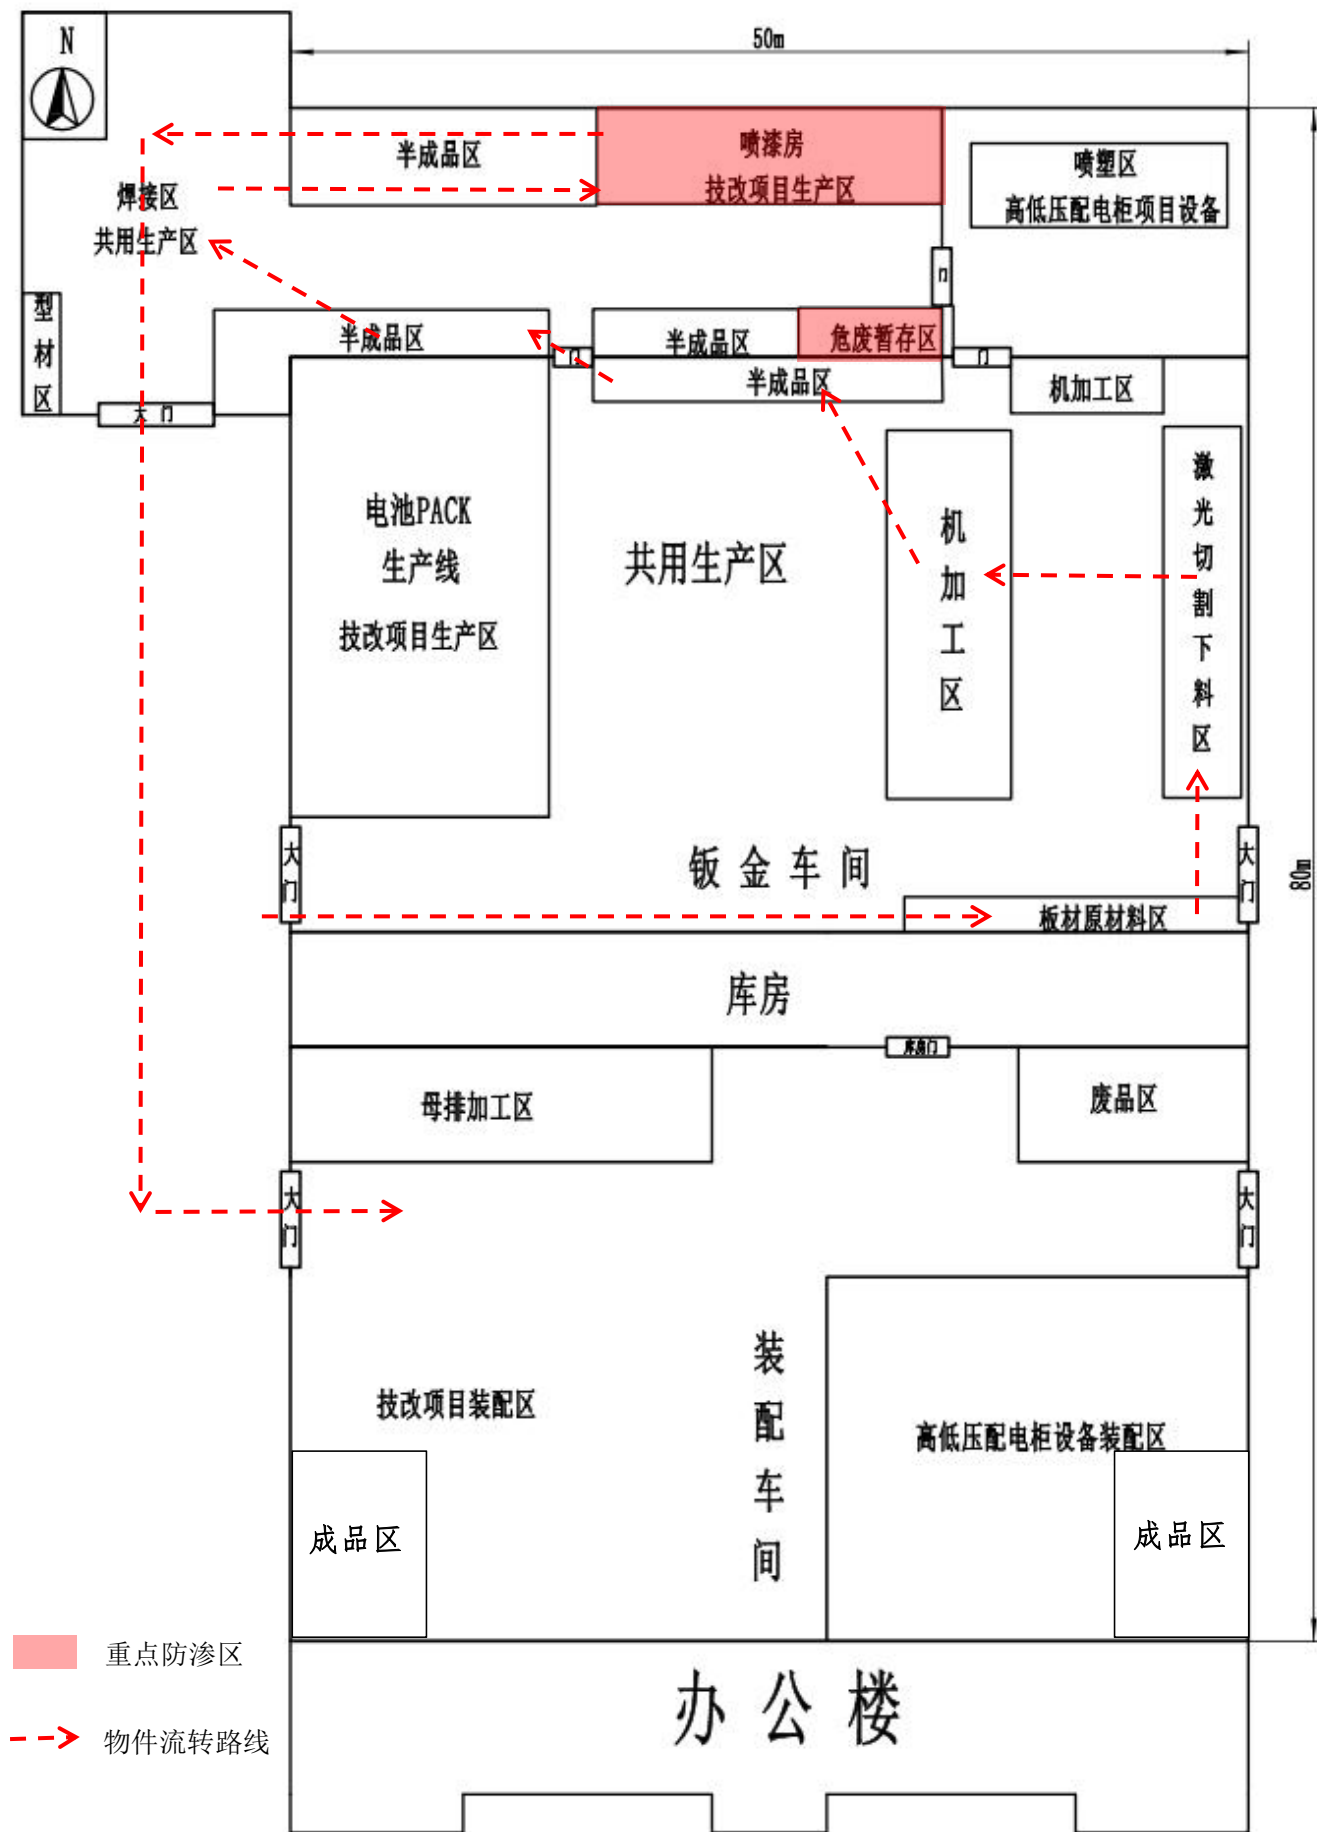 N
50m
半成品区
喷漆房
技改项目生产区
喷塑区
高低压配电柜项目设备
焊接区
共用生产区
门
型材区
半成品区
门
半成品区
危废暂存区
门
半成品区
机加工区
大门
电池PACK
生产线
技改项目生产区
共用生产区
机加工区
激光切割下料区
大门
钣金车间
大门
80m
板材原材料区
库房
库房门
母排加工区
废品区
大门
大门
装配车间
技改项目装配区
高低压配电柜设备装配区
成品区
成品区
重点防渗区
办公楼
物件流转路线